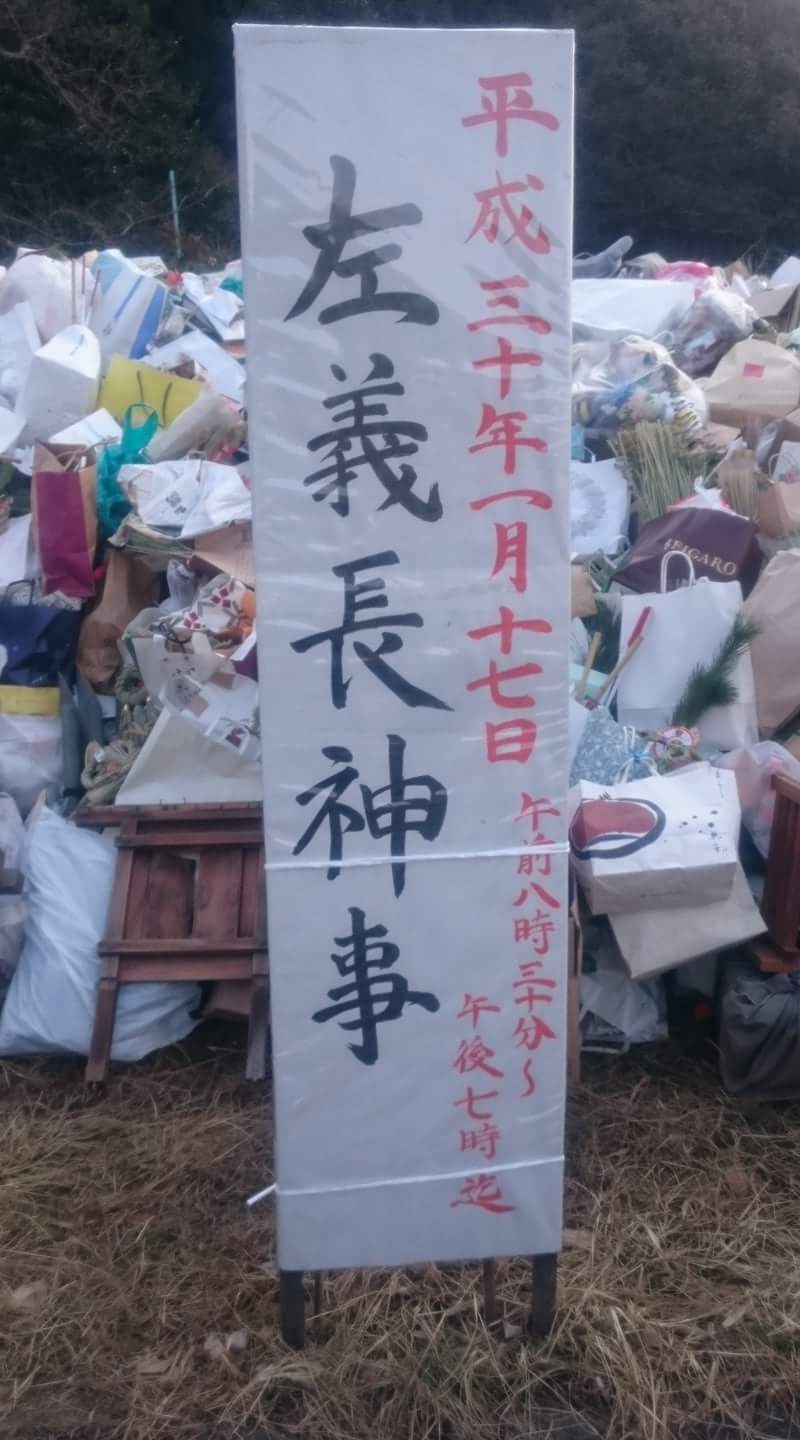 平成三十年一月十七日
午前八時三十分～
午後七時迄
左義長神事
FIGARO